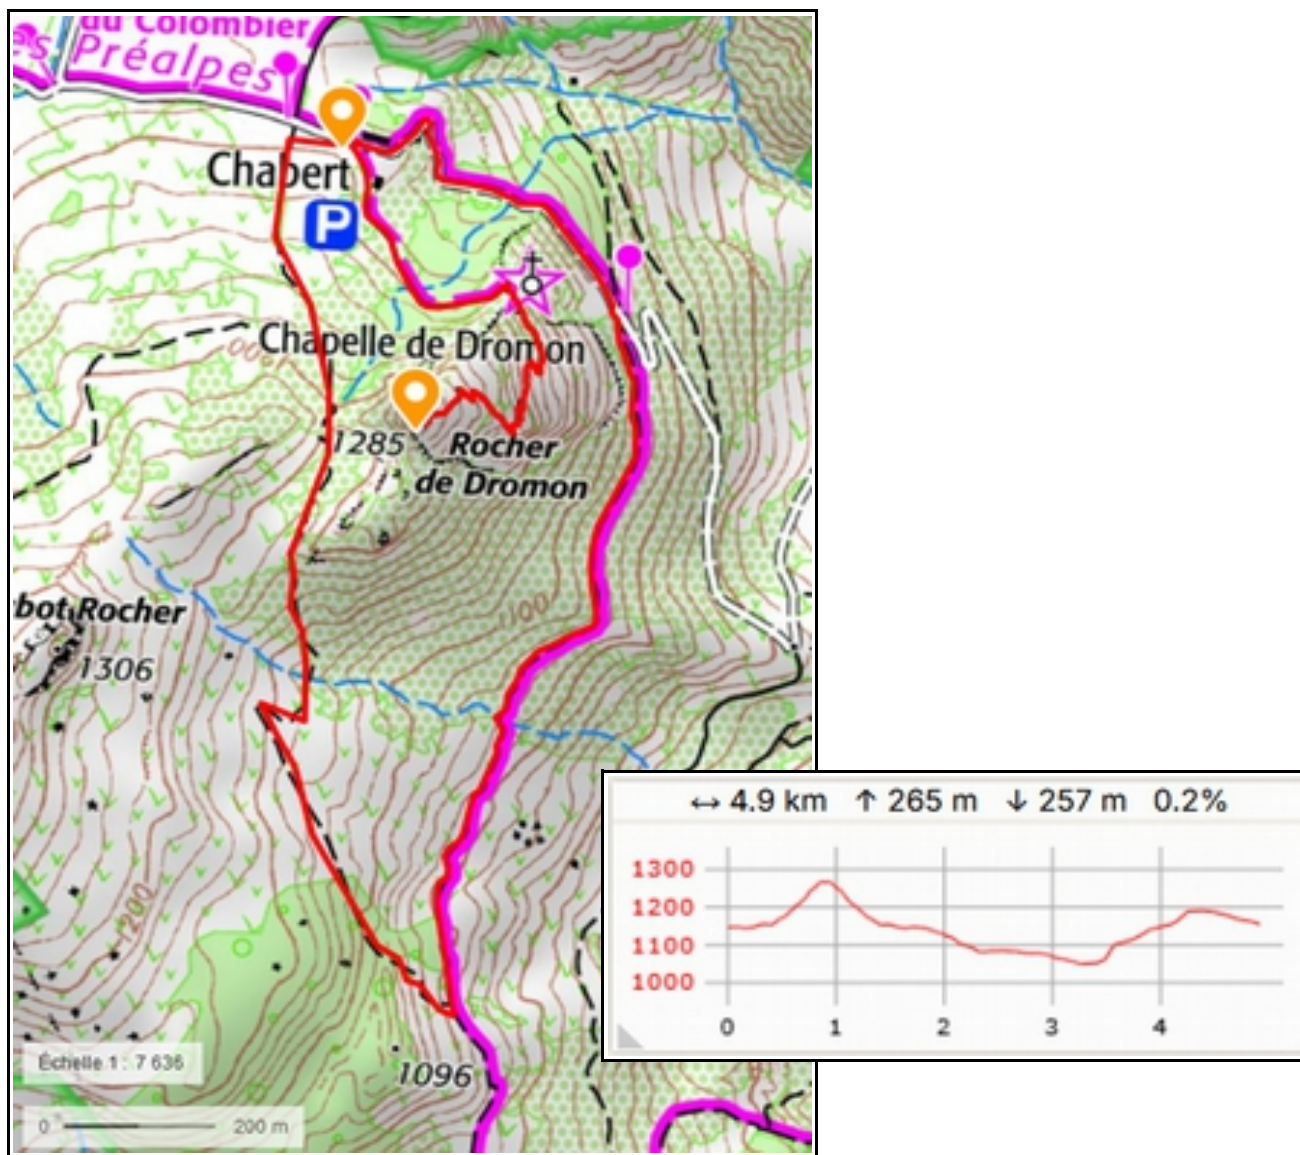 du Colombier
es Préalpes
Chabert
P
Chapelle de Dromon
1285
Rocher
de Dromon
bot Rocher
1306
1200
1096
Échelle 1 : 7 636
0 200 m
↔ 4.9 km ↑ 265 m ↓ 257 m 0.2%
1300
1200
1100
1000
0 1 2 3 4